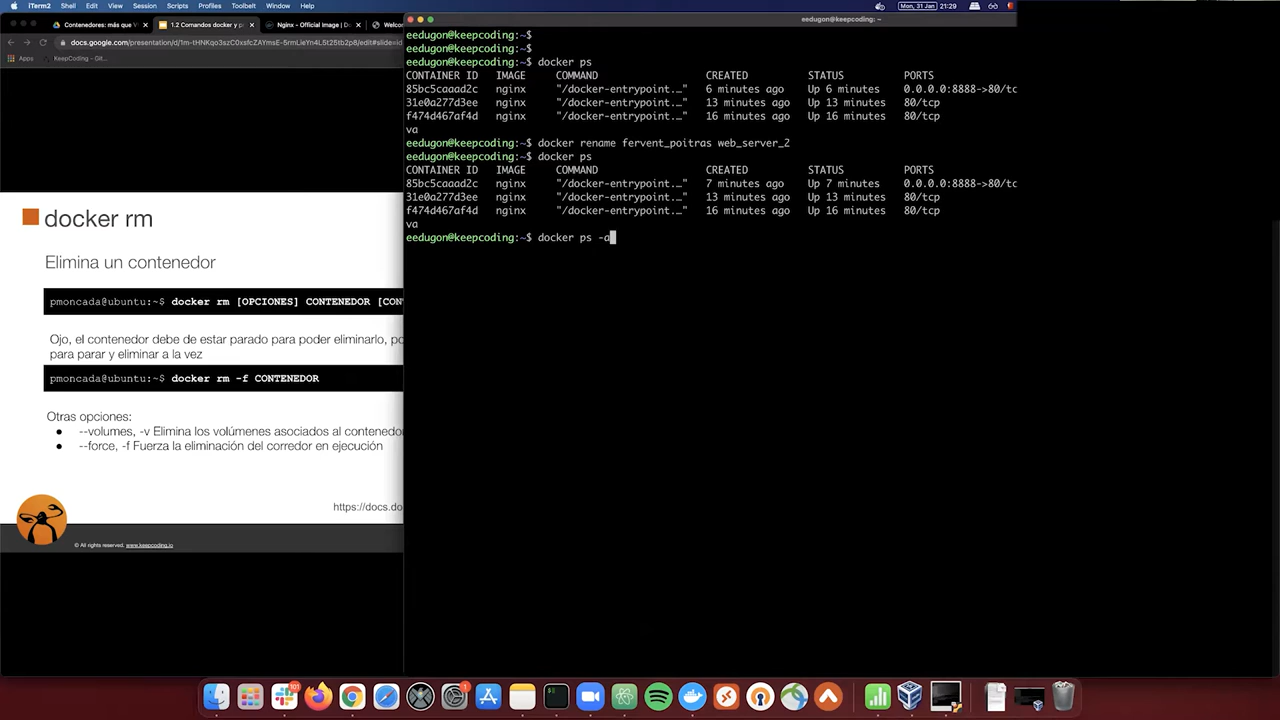 iTerm2 Shell Edit View Session Scripts Profiles Toolbelt Window Help
Mon, 31 Jan 21:29
Contenedores: más que V
1.2 Comandos docker y p
Nginx - Official Image | Do
Welcom
docs.google.com/presentation/d/
Apps KeepCoding - Git...
docker rm
Elimina un contenedor
pmoncada@ubuntu:~$ docker rm [OPCIONES] CONTENEDOR [CON
Ojo, el contenedor debe de estar parado para poder eliminarlo, po
para parar y eliminar a la vez
pmoncada@ubuntu:~$ docker rm -f CONTENEDOR
Otras opciones:
● --volumes, -v Elimina los volúmenes asociados al contenedo
● --force, -f Fuerza la eliminación del corredor en ejecución
https://docs.do
© All rights reserved. www.keepcoding.io
eedugon@keepcoding: ~
eedugon@keepcoding:~$
eedugon@keepcoding:~$
eedugon@keepcoding:~$ docker ps
CONTAINER ID IMAGE COMMAND CREATED STATUS PORTS
85bc5caaad2c nginx "/docker-entrypoint.…" 6 minutes ago Up 6 minutes 0.0.0.0:8888->80/tc
31e0a277d3ee nginx "/docker-entrypoint.…" 13 minutes ago Up 13 minutes 80/tcp
f474d467af4d nginx "/docker-entrypoint.…" 16 minutes ago Up 16 minutes 80/tcp
va
eedugon@keepcoding:~$ docker rename fervent_poitras web_server_2
eedugon@keepcoding:~$ docker ps
CONTAINER ID IMAGE COMMAND CREATED STATUS PORTS
85bc5caaad2c nginx "/docker-entrypoint.…" 7 minutes ago Up 7 minutes 0.0.0.0:8888->80/tc
31e0a277d3ee nginx "/docker-entrypoint.…" 13 minutes ago Up 13 minutes 80/tcp
f474d467af4d nginx "/docker-entrypoint.…" 16 minutes ago Up 16 minutes 80/tcp
va
eedugon@keepcoding:~$ docker ps -a